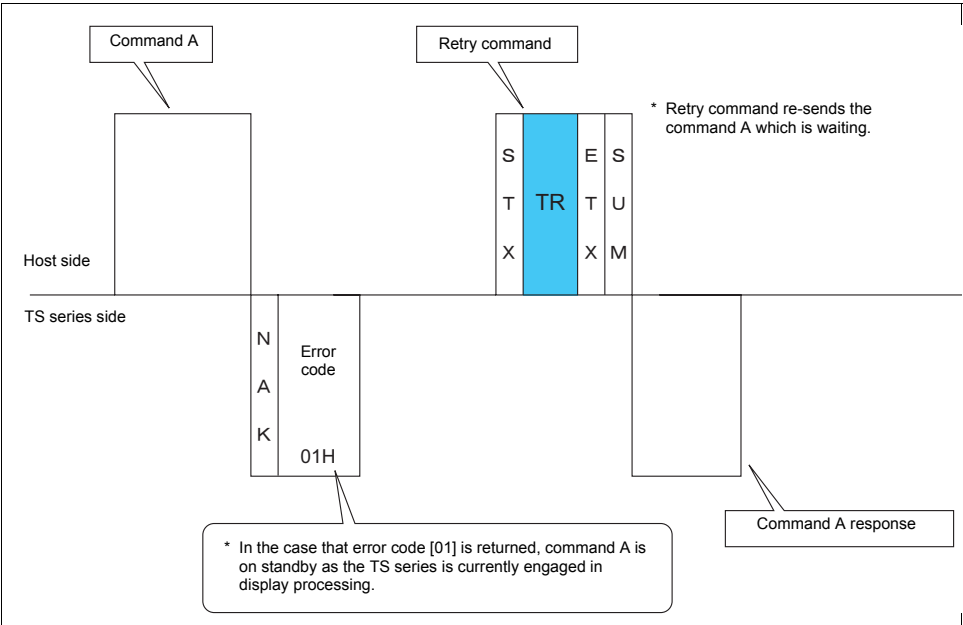 Command A
Retry command
* Retry command re-sends the
command A which is waiting.
S
T
X
TR
E
T
X
S
U
M
Host side
TS series side
N
A
K
Error
code
01H
Command A response
* In the case that error code [01] is returned, command A is
on standby as the TS series is currently engaged in
display processing.